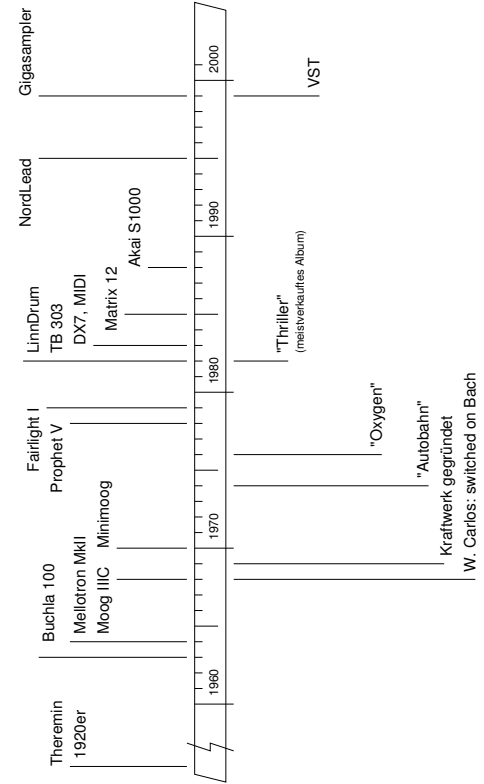 Theremin
1920er
Buchla 100
Mellotron MkII
Moog IIIC
Minimoog
Fairlight I
Prophet V
LinnDrum
TB 303
DX7, MIDI
Matrix 12
Akai S1000
NordLead
Gigasampler
1960
1970
1980
1990
2000
W. Carlos: switched on Bach
Kraftwerk gegründet
"Autobahn"
"Oxygen"
"Thriller"
(meistverkauftes Album)
VST